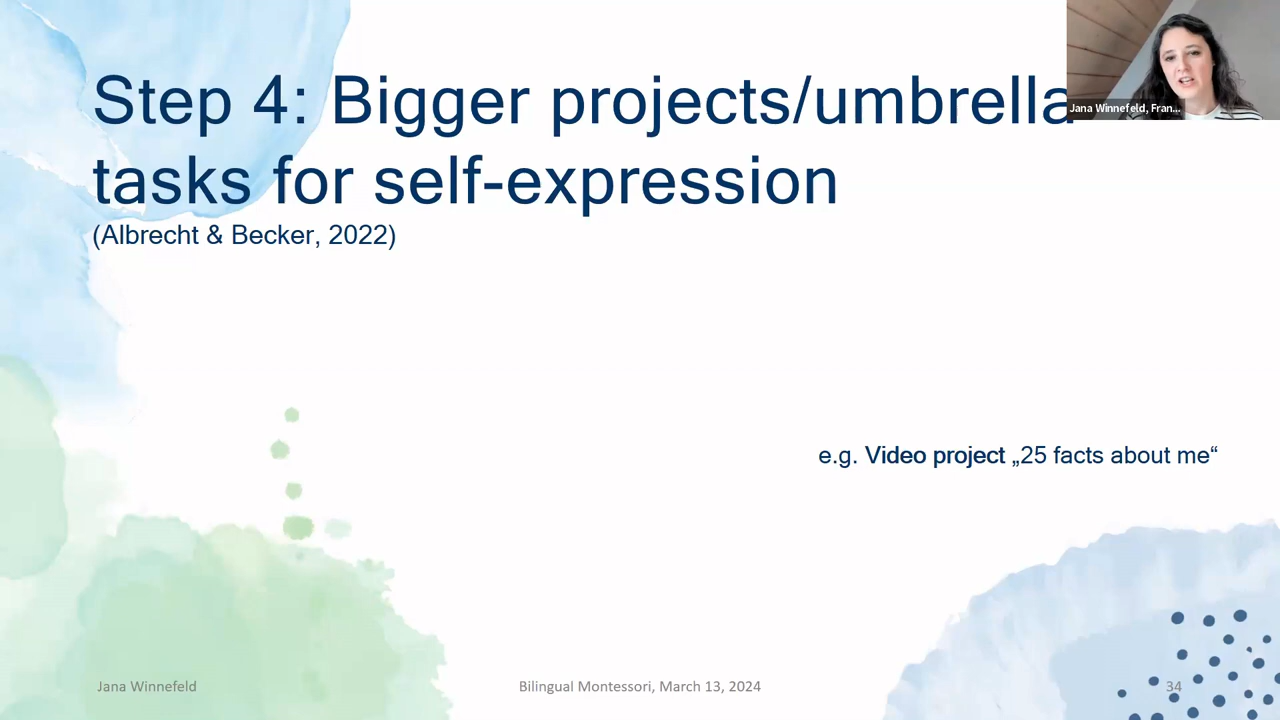 Step 4: Bigger projects/umbrella
tasks for self-expression
(Albrecht & Becker, 2022)
Jana Winnefeld, Fran...
e.g. Video project „25 facts about me“
Jana Winnefeld
Bilingual Montessori, March 13, 2024
34